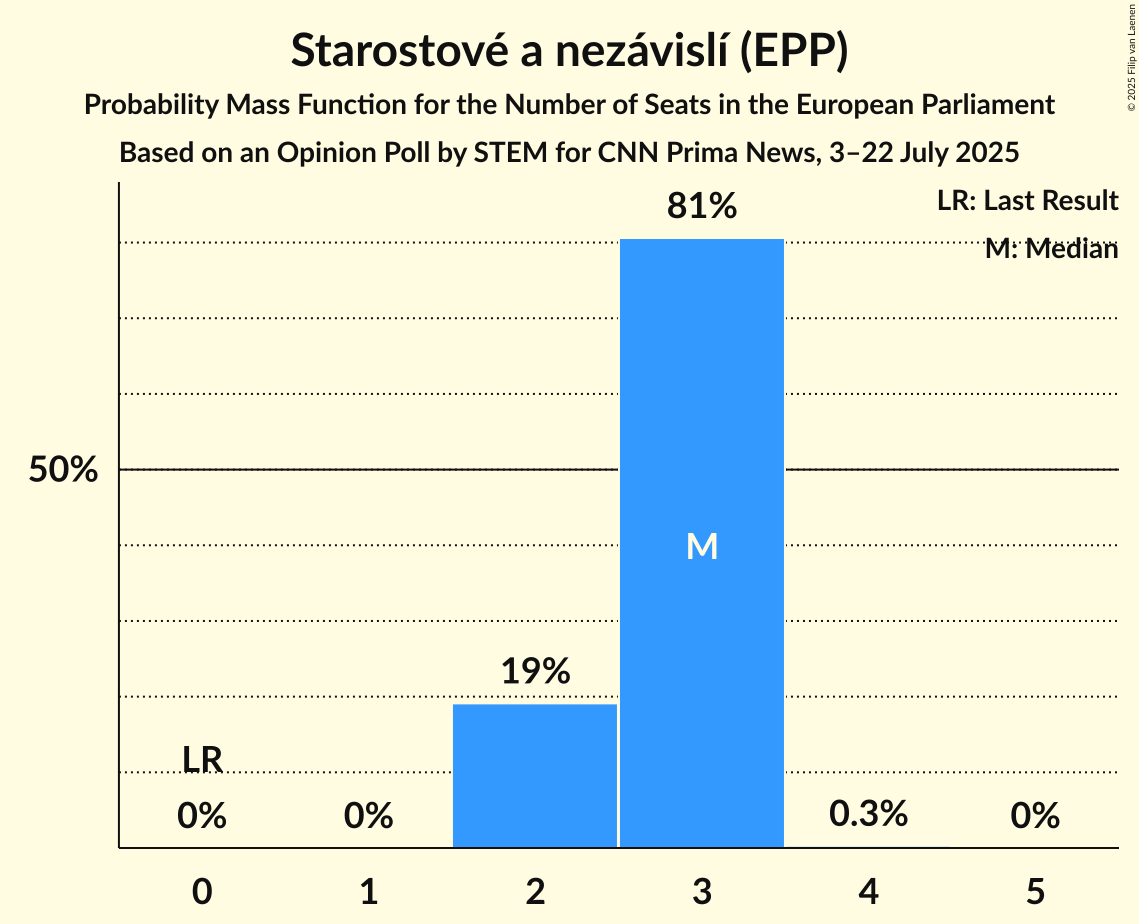 Starostové a nezávislí (EPP)
Probability Mass Function for the Number of Seats in the European Parliament
Based on an Opinion Poll by STEM for CNN Prima News, 3–22 July 2025
© 2025 Filip van Laenen
LR: Last Result
M: Median
81%
50%
M
19%
LR
0%
0%
0.3%
0%
0
1
2
3
4
5